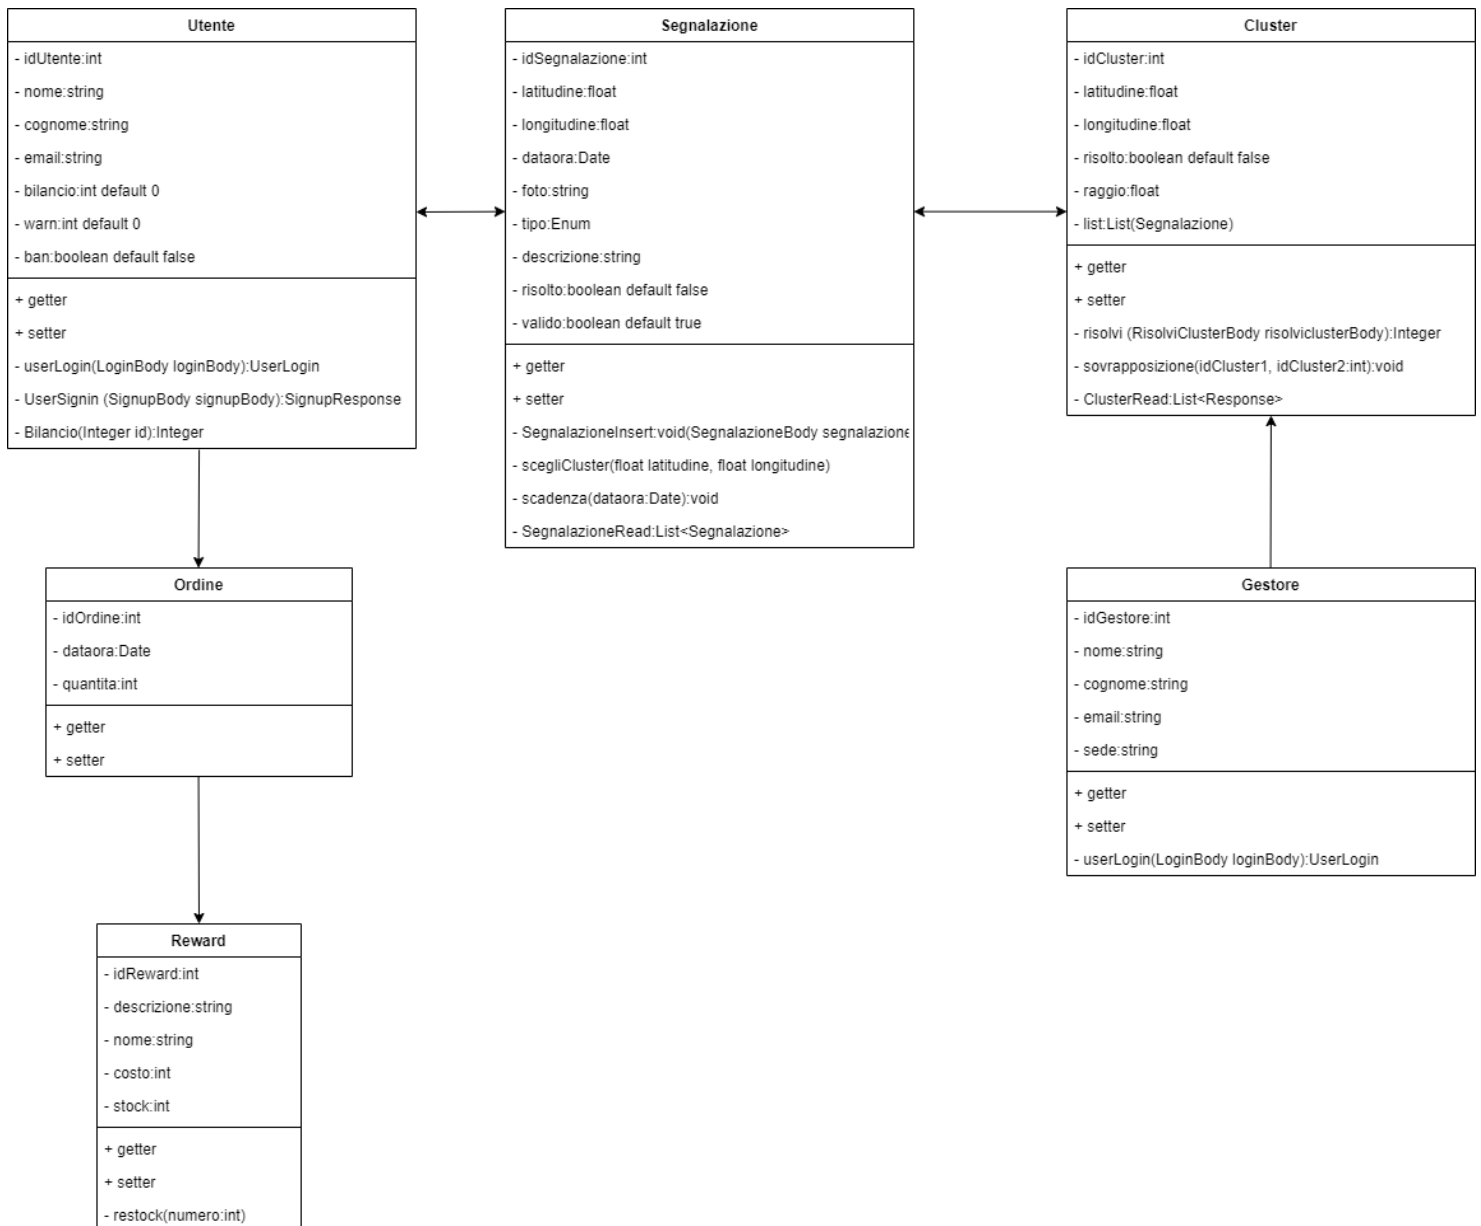 Utente
- idUtente:int
- nome:string
- cognome:string
- email:string
- bilancio:int default 0
- warn:int default 0
- ban:boolean default false
+ getter
+ setter
- userLogin(LoginBody loginBody):UserLogin
- UserSignin (SignupBody signupBody):SignupResponse
- Bilancio(Integer id):Integer
Segnalazione
- idSegnalazione:int
- latitudine:float
- longitudine:float
- dataora:Date
- foto:string
- tipo:Enum
- descrizione:string
- risolto:boolean default false
- valido:boolean default true
+ getter
+ setter
- SegnalazioneInsert:void(SegnalazioneBody segnalazione
- scegliCluster(float latitudine, float longitudine)
- scadenza(dataora:Date):void
- SegnalazioneRead:List<Segnalazione>
Cluster
- idCluster:int
- latitudine:float
- longitudine:float
- risolto:boolean default false
- raggio:float
- list:List(Segnalazione)
+ getter
+ setter
- risolvi (RisolviClusterBody risolviclusterBody):Integer
- sovrapposizione(idCluster1, idCluster2:int):void
- ClusterRead:List<Response>
Ordine
- idOrdine:int
- dataora:Date
- quantita:int
+ getter
+ setter
Gestore
- idGestore:int
- nome:string
- cognome:string
- email:string
- sede:string
+ getter
+ setter
- userLogin(LoginBody loginBody):UserLogin
Reward
- idReward:int
- descrizione:string
- nome:string
- costo:int
- stock:int
+ getter
+ setter
- restock(numero:int)